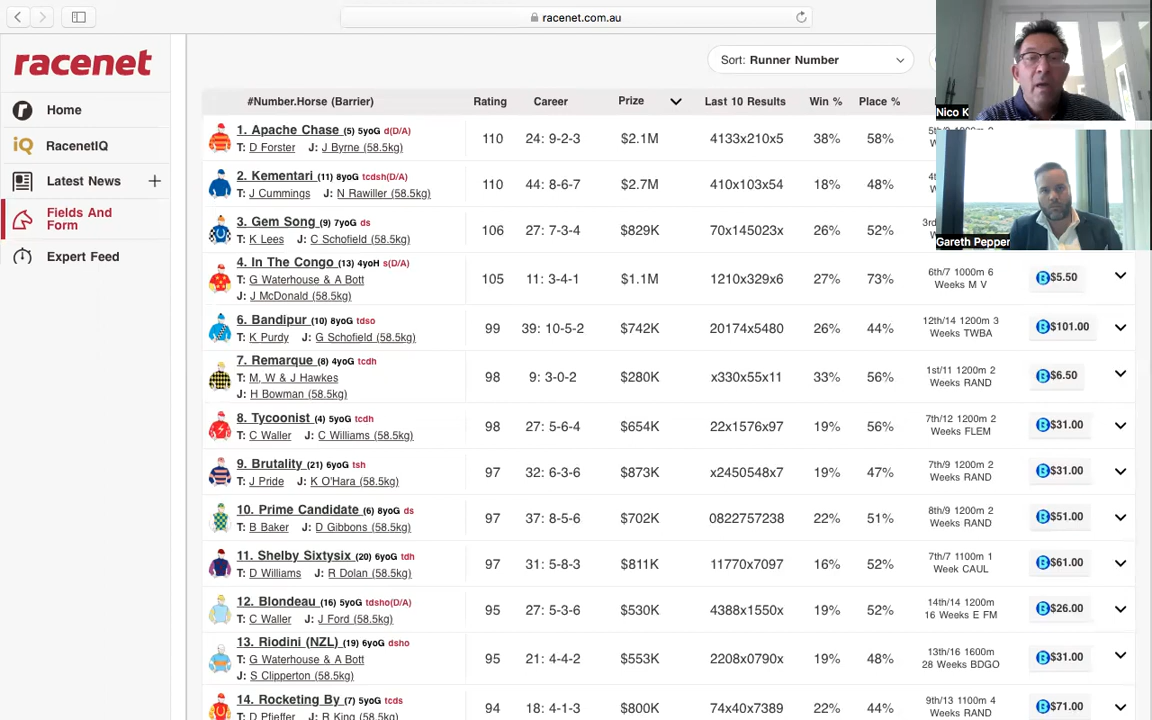 racenet.com.au
racenet
Home
RacenetIQ
Latest News
Fields And
Form
Expert Feed
Sort: Runner Number
#Number.Horse (Barrier) Rating Career Prize Last 10 Results Win % Place %
1. Apache Chase (5) 5yoG d(D/A)
T: D Forster J: J Byrne (58.5kg)
110 24: 9-2-3 $2.1M 4133x210x5 38% 58%
2. Kementari (11) 8yoG tcdsh(D/A)
T: J Cummings J: N Rawiller (58.5kg)
110 44: 8-6-7 $2.7M 410x103x54 18% 48%
3. Gem Song (9) 7yoG ds
T: K Lees J: C Schofield (58.5kg)
106 27: 7-3-4 $829K 70x145023x 26% 52%
4. In The Congo (13) 4yoH s(D/A)
T: G Waterhouse & A Bott
J: J McDonald (58.5kg)
105 11: 3-4-1 $1.1M 1210x329x6 27% 73%
6th/7 1000m 6
Weeks M V
$5.50
6. Bandipur (10) 8yoG tdso
T: K Purdy J: G Schofield (58.5kg)
99 39: 10-5-2 $742K 20174x5480 26% 44%
12th/14 1200m 3
Weeks TWBA
$101.00
7. Remarque (8) 4yoG tcdh
T: M, W & J Hawkes
J: H Bowman (58.5kg)
98 9: 3-0-2 $280K x330x55x11 33% 56%
1st/11 1200m 2
Weeks RAND
$6.50
8. Tycoonist (4) 5yoG tcdh
T: C Waller J: C Williams (58.5kg)
98 27: 5-6-4 $654K 22x1576x97 19% 56%
7th/12 1200m 2
Weeks FLEM
$31.00
9. Brutality (21) 6yoG tsh
T: J Pride J: K O'Hara (58.5kg)
97 32: 6-3-6 $873K x2450548x7 19% 47%
7th/9 1200m 2
Weeks RAND
$31.00
10. Prime Candidate (6) 8yoG ds
T: B Baker J: D Gibbons (58.5kg)
97 37: 8-5-6 $702K 0822757238 22% 51%
8th/9 1200m 2
Weeks RAND
$51.00
11. Shelby Sixtysix (20) 6yoG tdh
T: D Williams J: R Dolan (58.5kg)
97 31: 5-8-3 $811K 11770x7097 16% 52%
7th/7 1100m 1
Week CAUL
$61.00
12. Blondeau (16) 5yoG tdsho(D/A)
T: C Waller J: J Ford (58.5kg)
95 27: 5-3-6 $530K 4388x1550x 19% 52%
14th/14 1200m
16 Weeks E FM
$26.00
13. Riodini (NZL) (19) 6yoG dsho
T: G Waterhouse & A Bott
J: S Clipperton (58.5kg)
95 21: 4-4-2 $553K 2208x0790x 19% 48%
13th/16 1600m
28 Weeks BDGO
$31.00
14. Rocketing By (7) 5yoG tcds
T: D Pfieffer J: R King (58.5kg)
94 18: 4-1-3 $800K 74x40x7389 22% 44%
9th/13 1100m 4
Weeks RAND
$71.00
Nico K
Gareth Pepper